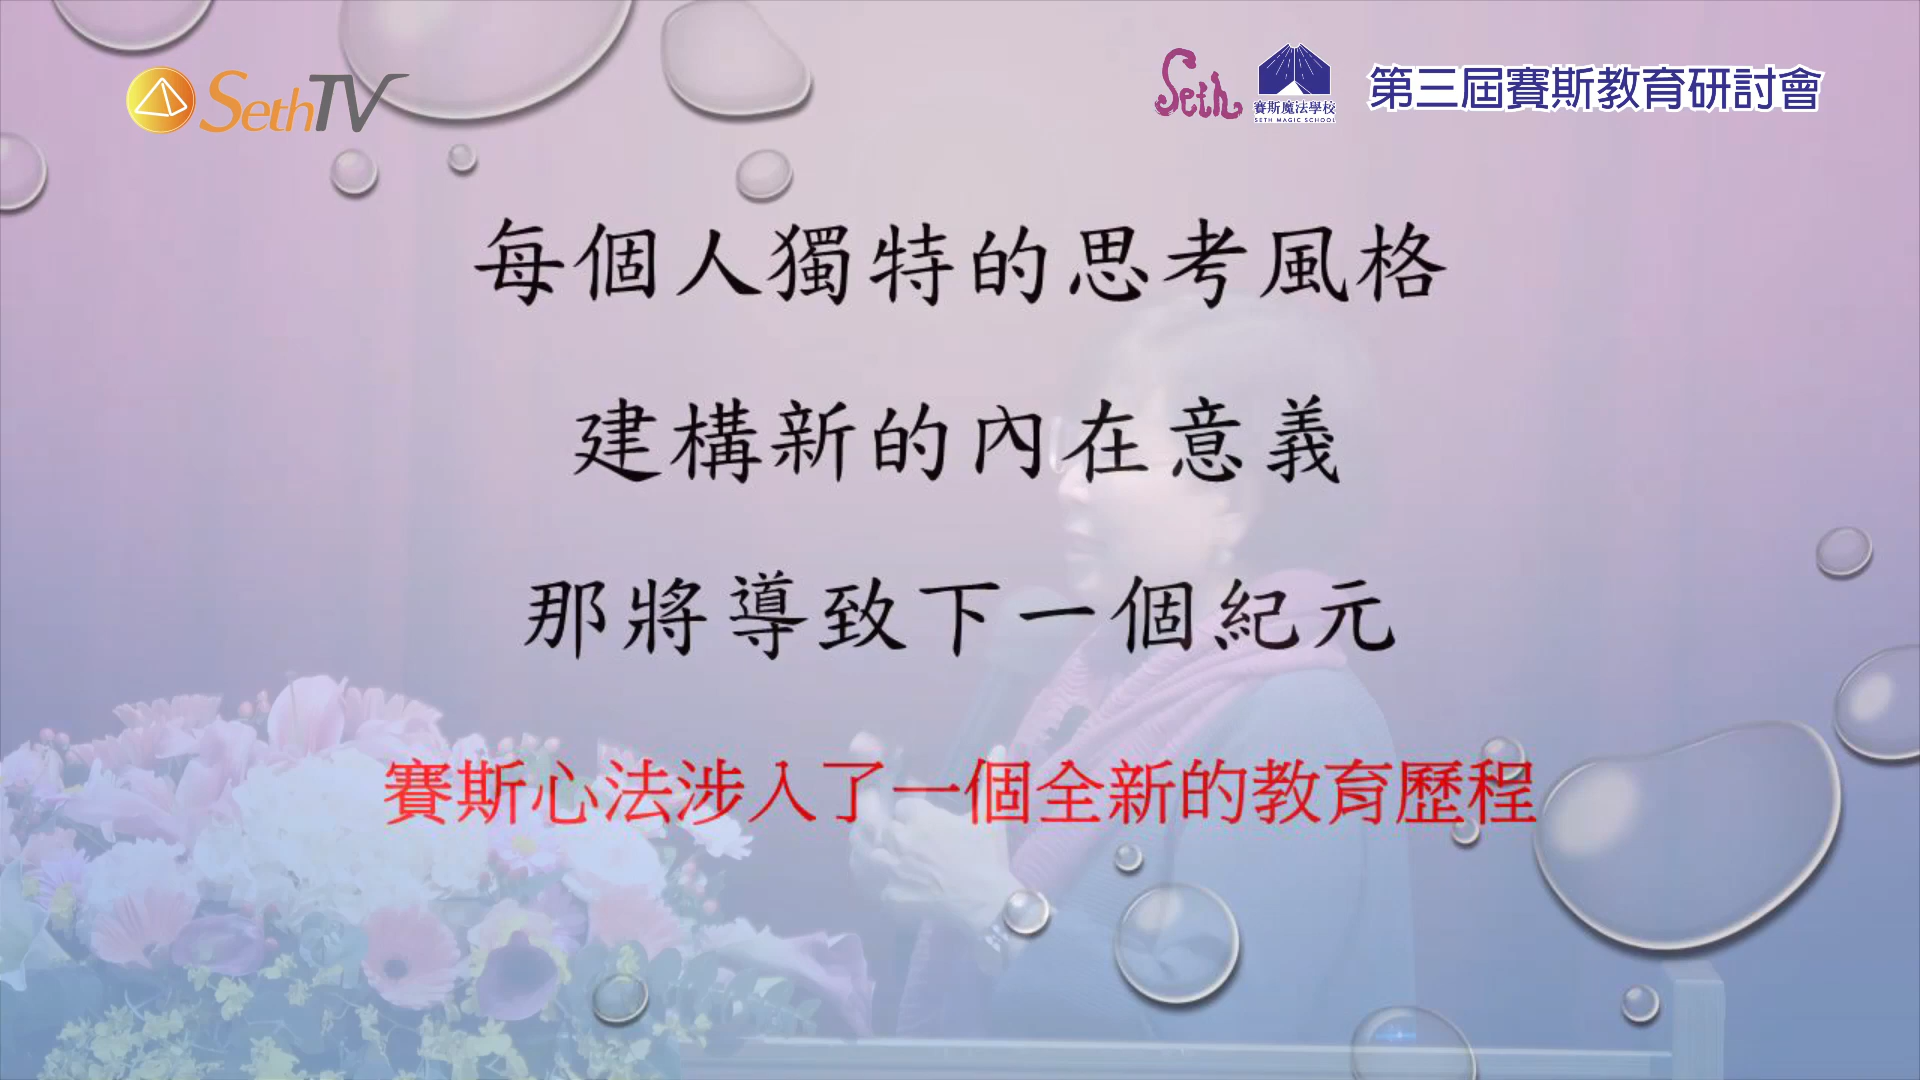 SethTV
Seth
賽斯魔法學校
SETH MAGIC SCHOOL
第三屆賽斯教育研討會
每個人獨特的思考風格
建構新的內在意義
那將導致下一個紀元
賽斯心法涉入了一個全新的教育歷程